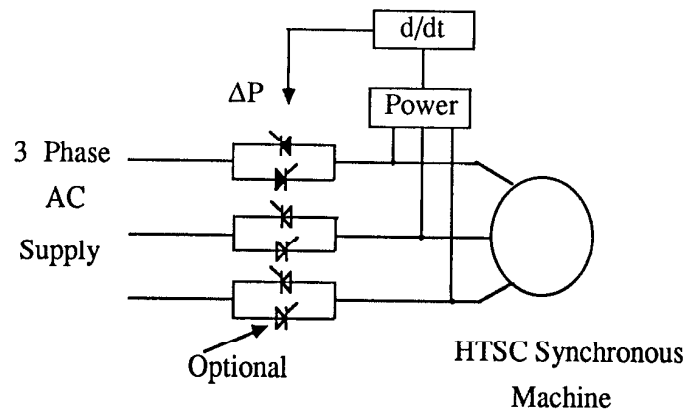 d/dt
ΔP
Power
3 Phase
AC
Supply
Optional
HTSC Synchronous
Machine